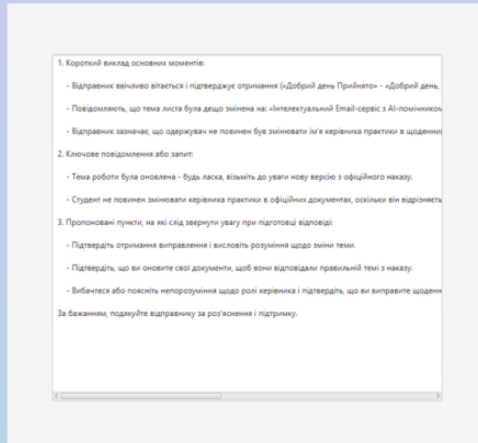 1. Короткий виклад основних моментів:
- Відправник ввічливо вітається і підтверджує отримання («Добрий день Прийнято» - «Добрий день,
- Повідомляють, що тема листа була дещо змінена на: «Інтелектуальний Email-сервіс з AI-помічником
- Відправник зазначає, що одержувач не повинен був змінювати ім'я керівника практики в щоденни
2. Ключове повідомлення або запит:
- Тема роботи була оновлена - будь ласка, візьміть до уваги нову версію з офіційного наказу.
- Студент не повинен змінювати керівника практики в офіційних документах, оскільки він відрізняєть
3. Пропоновані пункти, на які слід звернути увагу при підготовці відповіді:
- Підтвердіть отримання виправлення і висловіть розуміння щодо зміни теми.
- Підтвердіть, що ви оновите свої документи, щоб вони відповідали правильній темі з наказу.
- Вибачтеся або поясніть непорозуміння щодо ролі керівника і підтвердіть, що ви виправите щоденн
За бажанням, подякуйте відправнику за роз'яснення і підтримку.